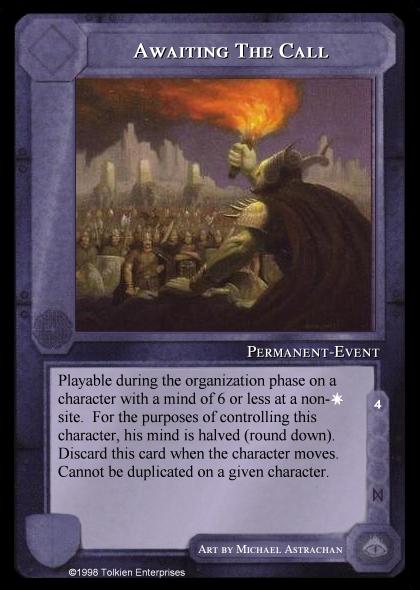 AWAITING THE CALL
PERMANENT-EVENT
Playable during the organization phase on a
character with a mind of 6 or less at a non-
site. For the purposes of controlling this
character, his mind is halved (round down).
Discard this card when the character moves.
Cannot be duplicated on a given character.
4
ART BY MICHAEL ASTRACHAN
©1998 Tolkien Enterprises